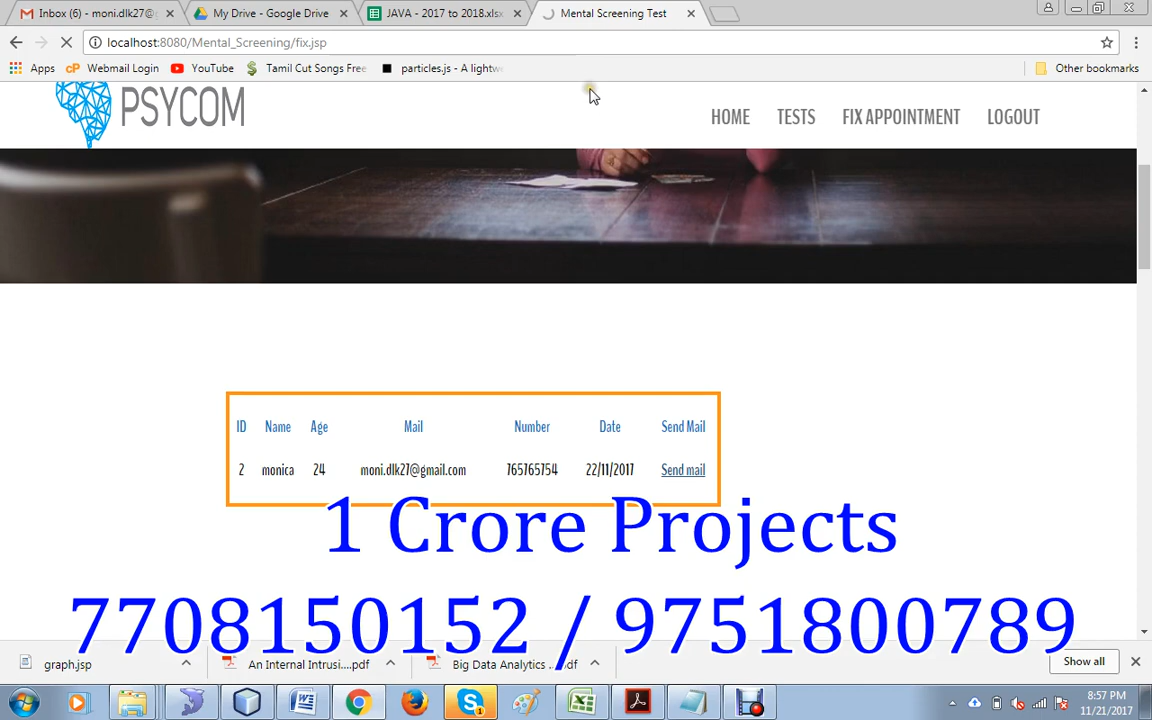 Inbox (6) - moni.dlk27@g
My Drive - Google Drive
JAVA - 2017 to 2018.xlsx
Mental Screening Test
localhost:8080/Mental_Screening/fix.jsp
Apps
cP Webmail Login
YouTube
Tamil Cut Songs Free
particles.js - A lightw
Other bookmarks
PSYCOM
HOME TESTS FIX APPOINTMENT LOGOUT
ID Name Age Mail Number Date Send Mail
2 monica 24 moni.dlk27@gmail.com 765765754 22/11/2017 Send mail
1 Crore Projects
7708150152 / 9751800789
graph.jsp
An Internal Intrusi....pdf
Big Data Analytics ....pdf
Show all
8:57 PM
11/21/2017